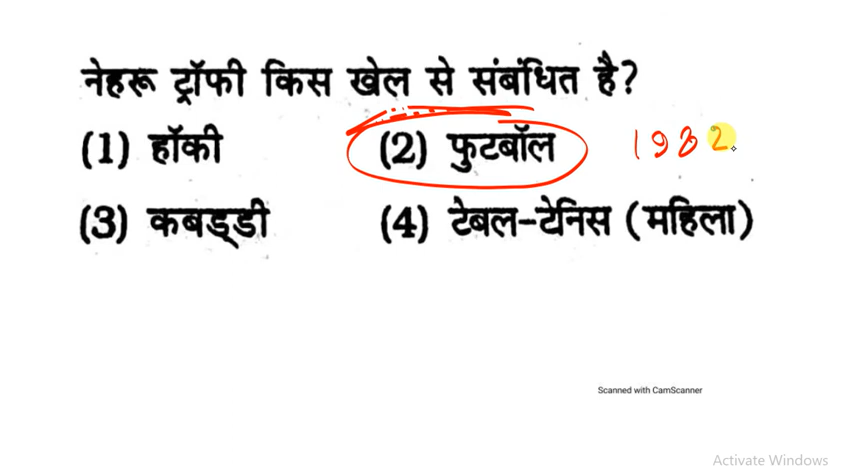 नेहरू ट्रॉफी किस खेल से संबंधित है?
(1) हॉकी (2) फुटबॉल 1982
(3) कबड्डी (4) टेबल-टेनिस (महिला)
Scanned with CamScanner
Activate Windows